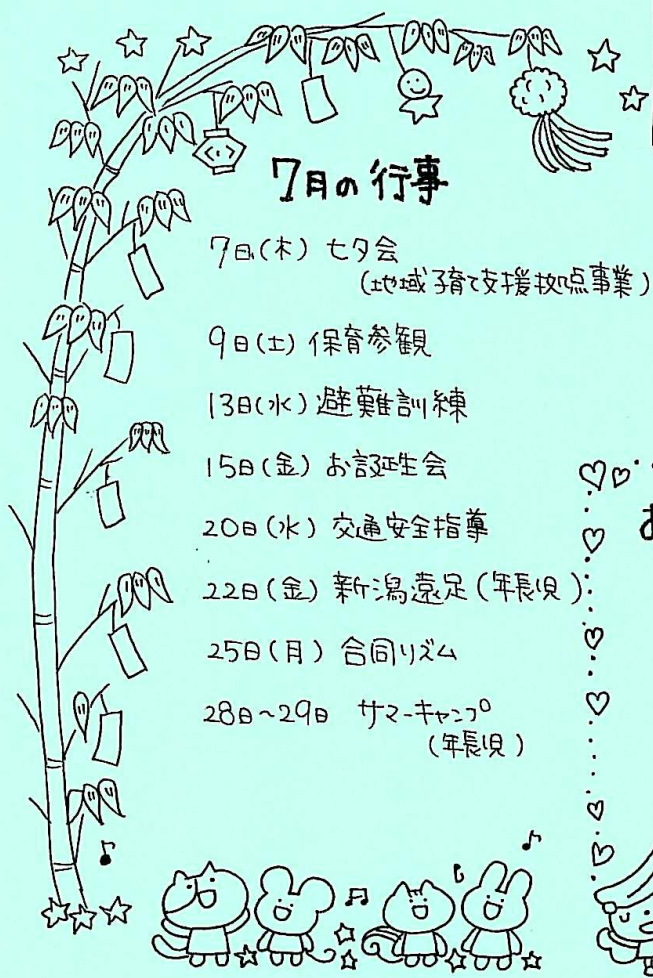 7月の行事
7日(木) 七夕会
(地域子育て支援拠点事業)
9日(土) 保育参観
13日(水) 避難訓練
15日(金) お誕生会
20日(水) 交通安全指導
22日(金) 新潟遠足(年長児)
25日(月) 合同リズム
28日~29日 サマーキャンプ
(年長児)